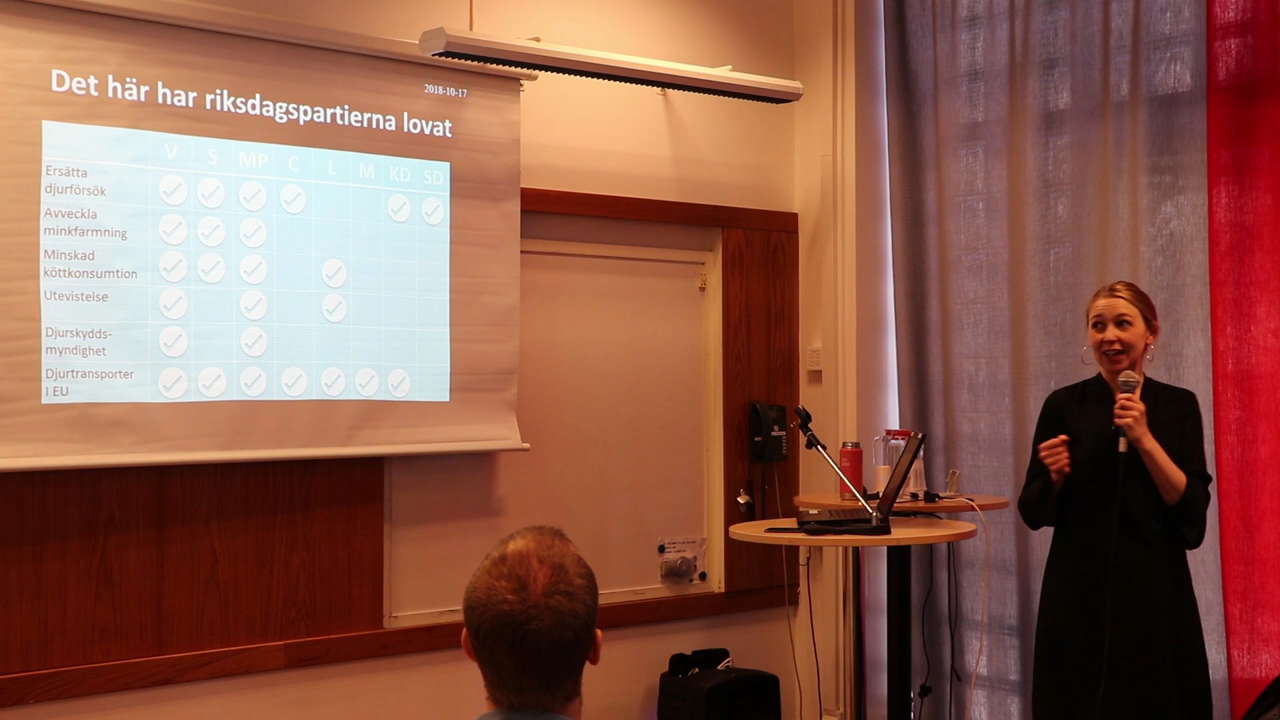 Det här har riksdagspartierna lovat
2018-10-17
V S MP C L M KD SD
Ersätta
djurförsök
Avveckla
minkfarmning
Minskad
köttkonsumtion
Utevistelse
Djurskydds-
myndighet
Djurtransporter
I EU